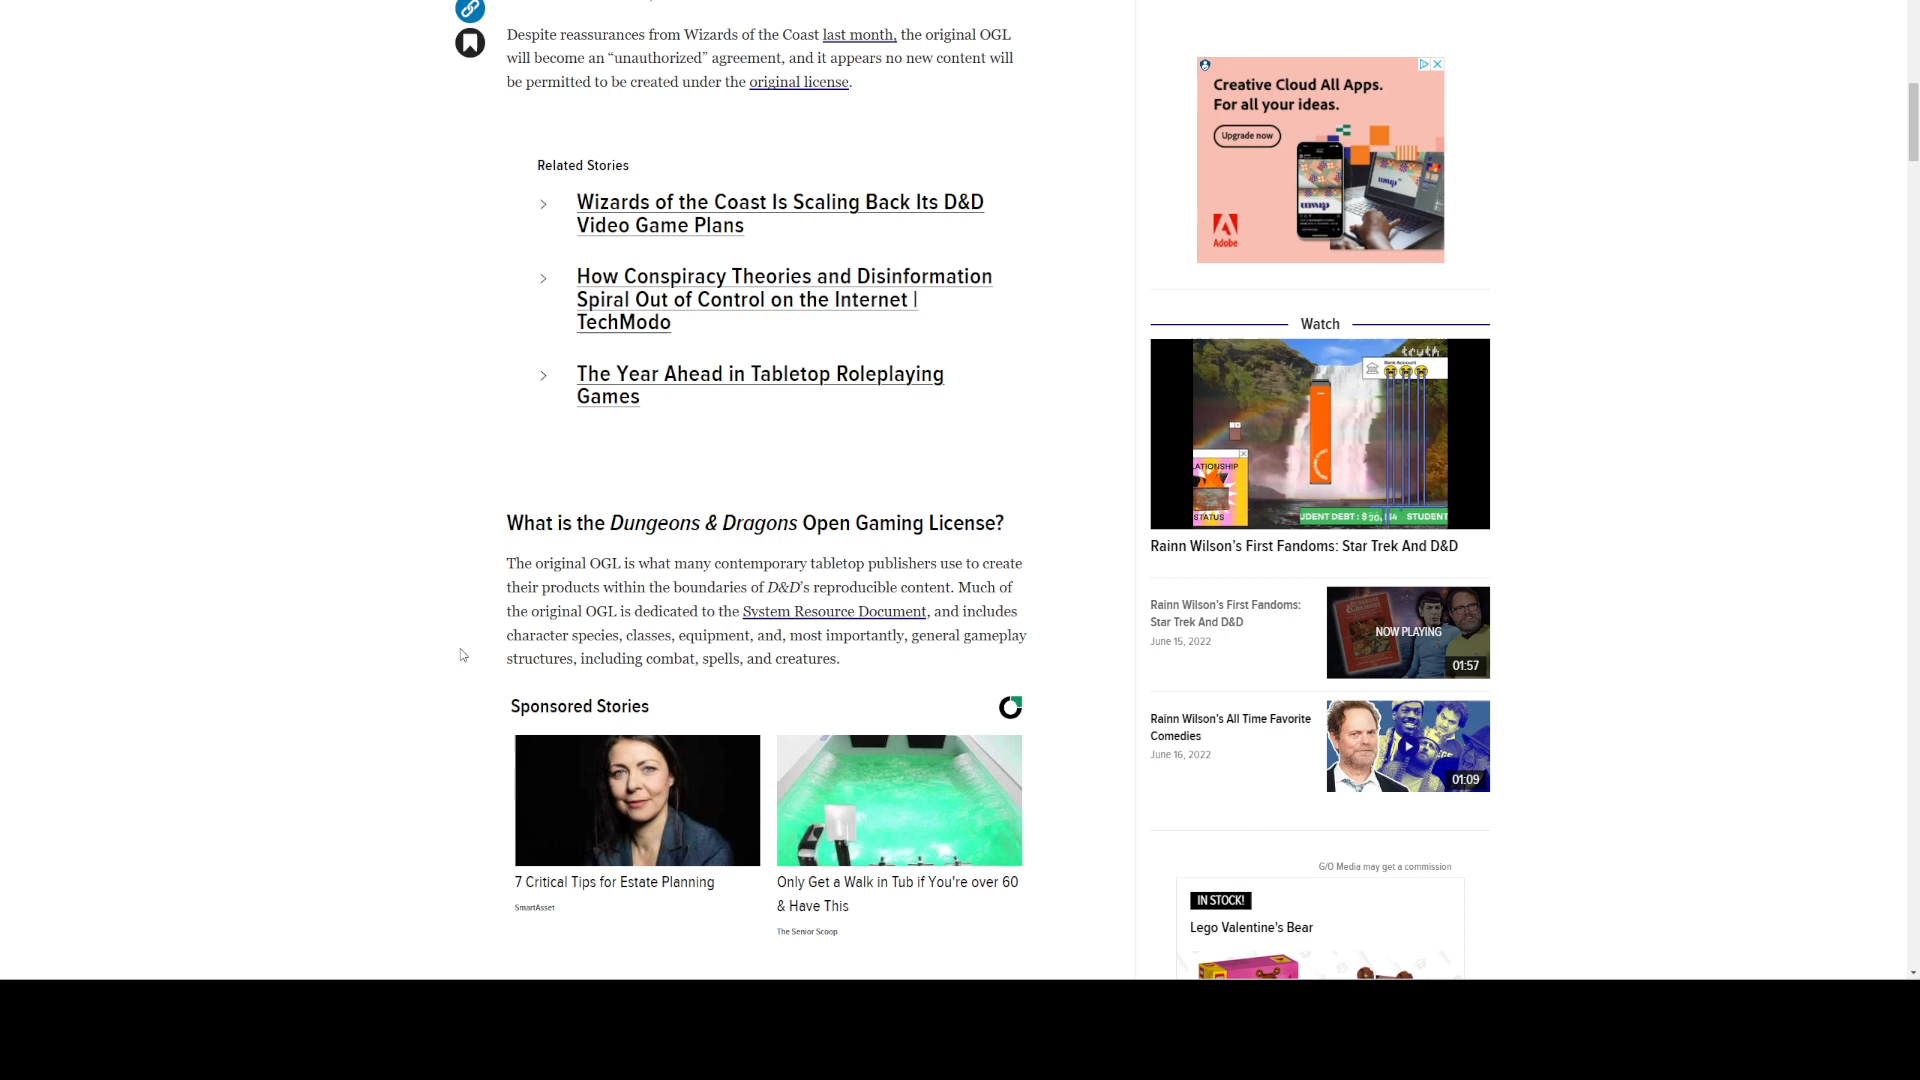 Despite reassurances from Wizards of the Coast last month, the original OGL
will become an “unauthorized” agreement, and it appears no new content will
be permitted to be created under the original license.
Related Stories
Wizards of the Coast Is Scaling Back Its D&D
Video Game Plans
How Conspiracy Theories and Disinformation
Spiral Out of Control on the Internet |
TechModo
The Year Ahead in Tabletop Roleplaying
Games
What is the Dungeons & Dragons Open Gaming License?
The original OGL is what many contemporary tabletop publishers use to create
their products within the boundaries of D&D’s reproducible content. Much of
the original OGL is dedicated to the System Resource Document, and includes
character species, classes, equipment, and, most importantly, general gameplay
structures, including combat, spells, and creatures.
Sponsored Stories
7 Critical Tips for Estate Planning
SmartAsset
Only Get a Walk in Tub if You're over 60
& Have This
The Senior Scoop
Creative Cloud All Apps.
For all your ideas.
Upgrade now
Adobe
Watch
truth
Bank Account
LATIONSHIP
STATUS
UDENT DEBT : $
STUDENT
Rainn Wilson’s First Fandoms: Star Trek And D&D
Rainn Wilson’s First Fandoms:
Star Trek And D&D
June 15, 2022
NOW PLAYING
01:57
Rainn Wilson’s All Time Favorite
Comedies
June 16, 2022
01:09
G/O Media may get a commission
IN STOCK!
Lego Valentine's Bear